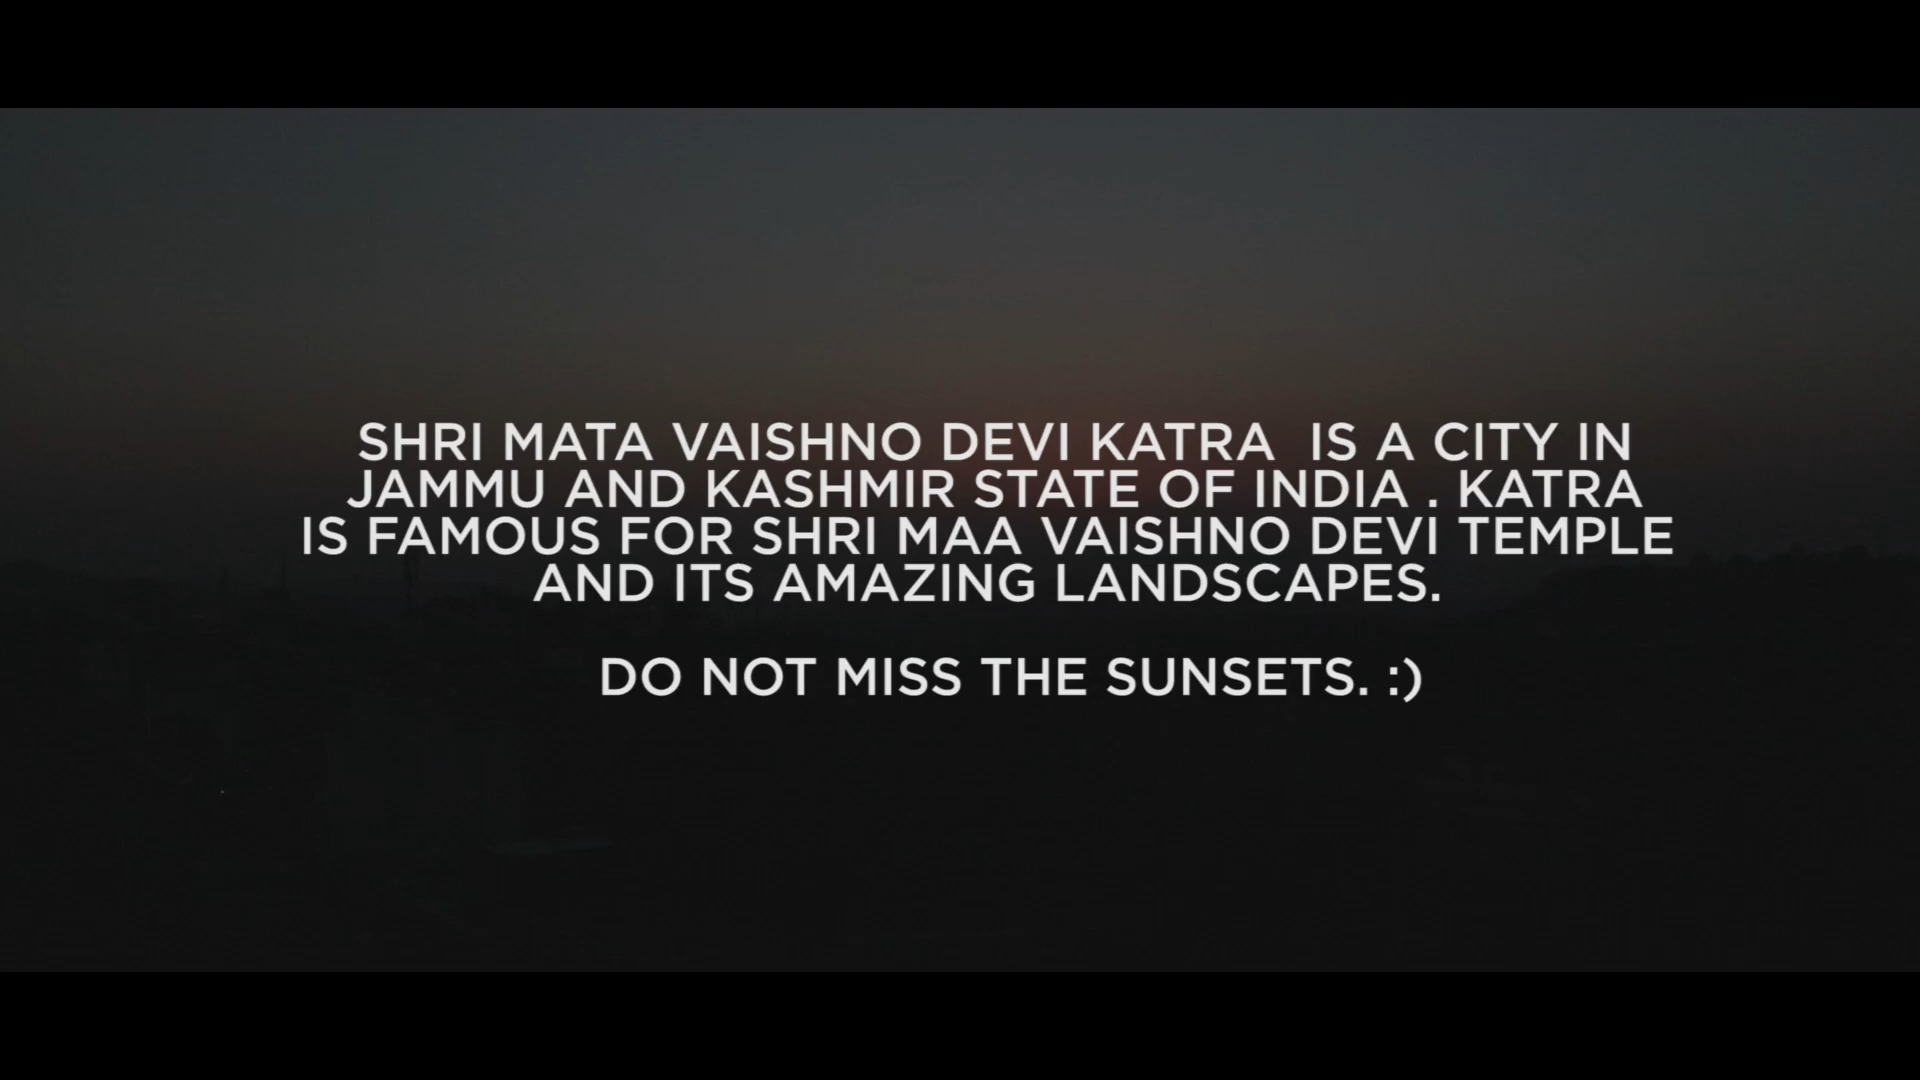 SHRI MATA VAISHNO DEVI KATRA  IS A CITY IN
JAMMU AND KASHMIR STATE OF INDIA . KATRA
IS FAMOUS FOR SHRI MAA VAISHNO DEVI TEMPLE
AND ITS AMAZING LANDSCAPES.
DO NOT MISS THE SUNSETS. :)